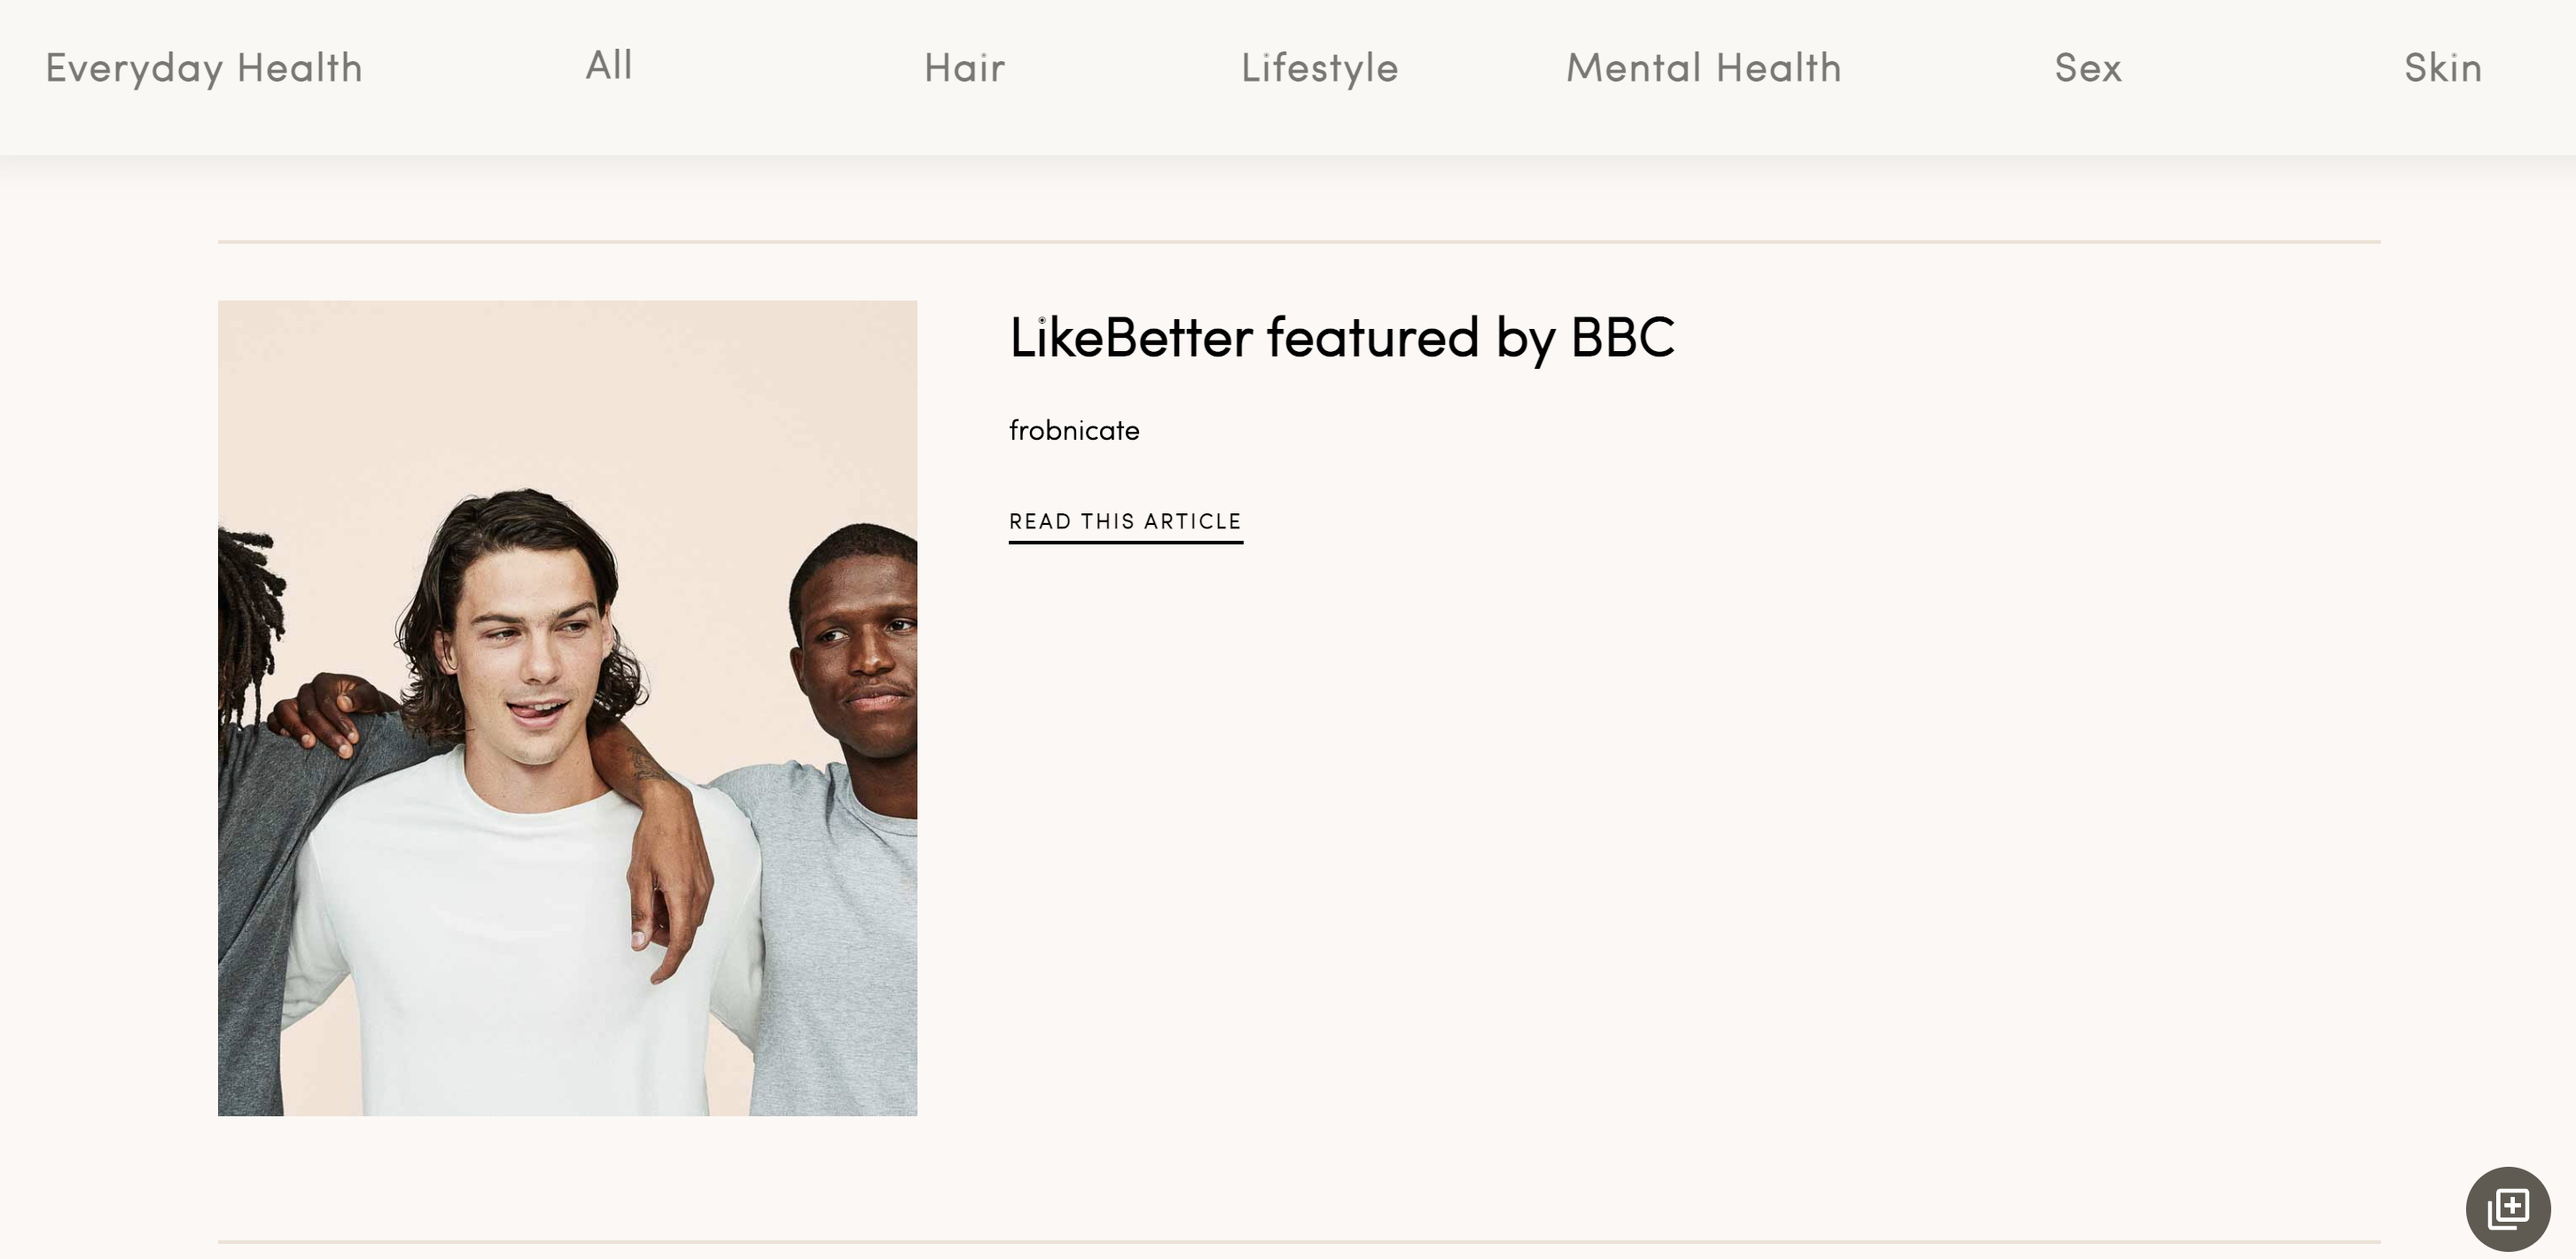 Everyday Health
All
Hair
Lifestyle
Mental Health
Sex
Skin
LikeBetter featured by BBC
frobnicate
READ THIS ARTICLE